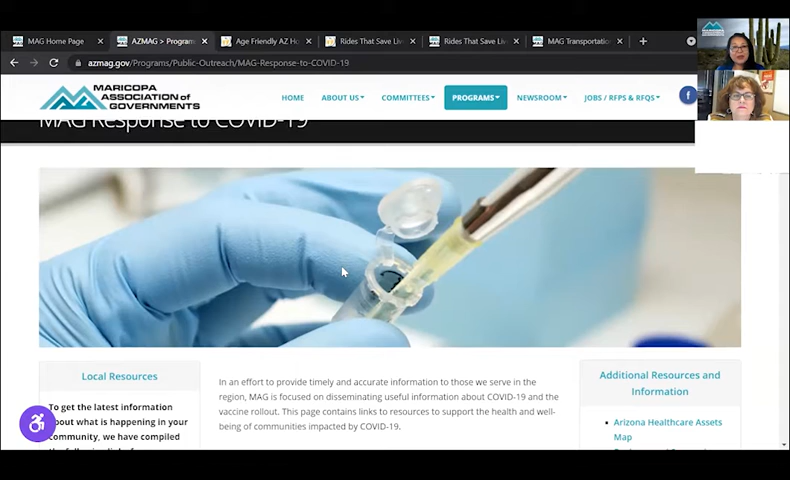 MAG Home Page
AZMAG > Program
Age Friendly AZ Ho
Rides That Save Live
Rides That Save Live
MAG Transportation
azmag.gov/Programs/Public-Outreach/MAG-Response-to-COVID-19
MARICOPA
ASSOCIATION of
GOVERNMENTS
HOME
ABOUT US
COMMITTEES
PROGRAMS
NEWSROOM
JOBS / RFPS & RFQS
f
MAG Response to COVID-19
Local Resources
To get the latest information
about what is happening in your
community, we have compiled
In an effort to provide timely and accurate information to those we serve in the
region, MAG is focused on disseminating useful information about COVID-19 and the
vaccine rollout. This page contains links to resources to support the health and well-
being of communities impacted by COVID-19.
Additional Resources and
Information
Arizona Healthcare Assets
Map